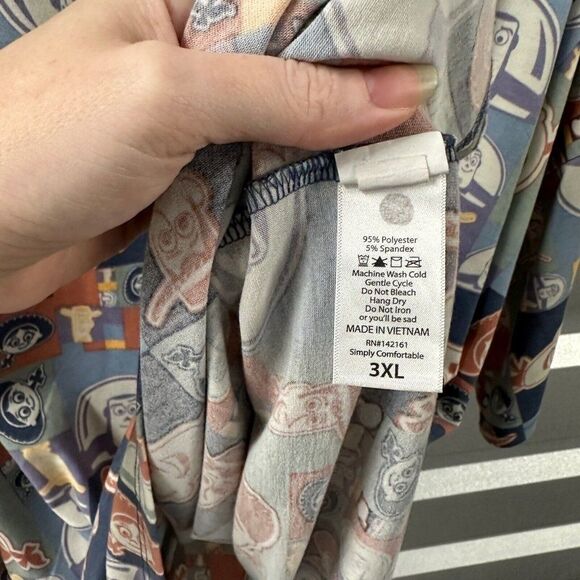 95% Polyester
5% Spandex
Machine Wash Cold
Gentle Cycle
Do Not Bleach
Hang Dry
Do Not Iron
or you'll be sad
MADE IN VIETNAM
RN#142161
Simply Comfortable
3XL